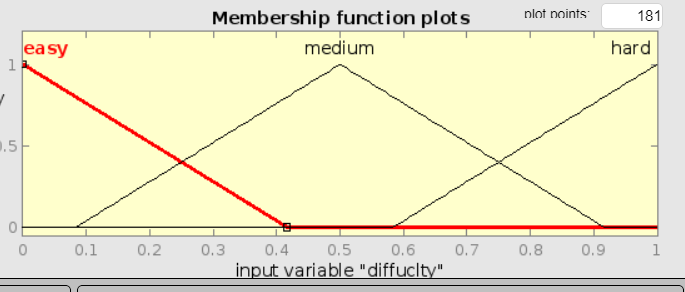 Membership function plots
plot points: 181
easy medium hard
1
0.5
0
0 0.1 0.2 0.3 0.4 0.5 0.6 0.7 0.8 0.9 1
input variable "diffuclty"